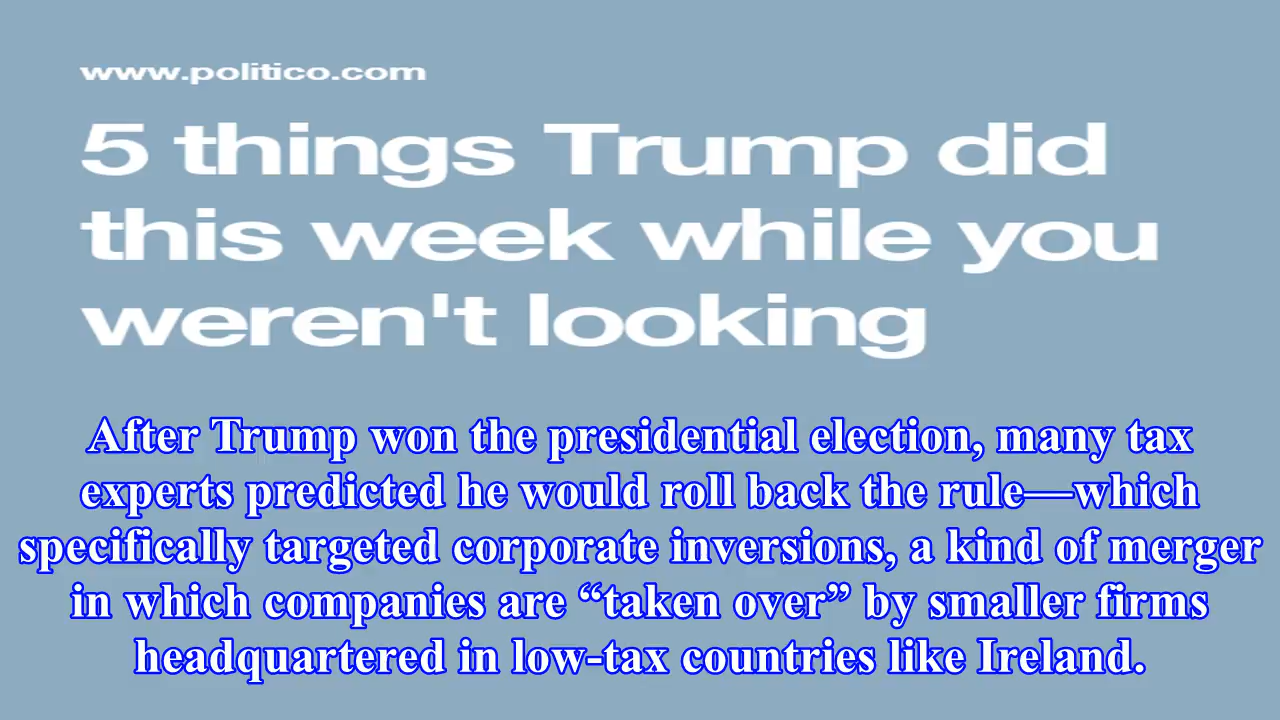 www.politico.com
5 things Trump did
this week while you
weren't looking
After Trump won the presidential election, many tax
experts predicted he would roll back the rule—which
specifically targeted corporate inversions, a kind of merger
in which companies are “taken over” by smaller firms
headquartered in low-tax countries like Ireland.